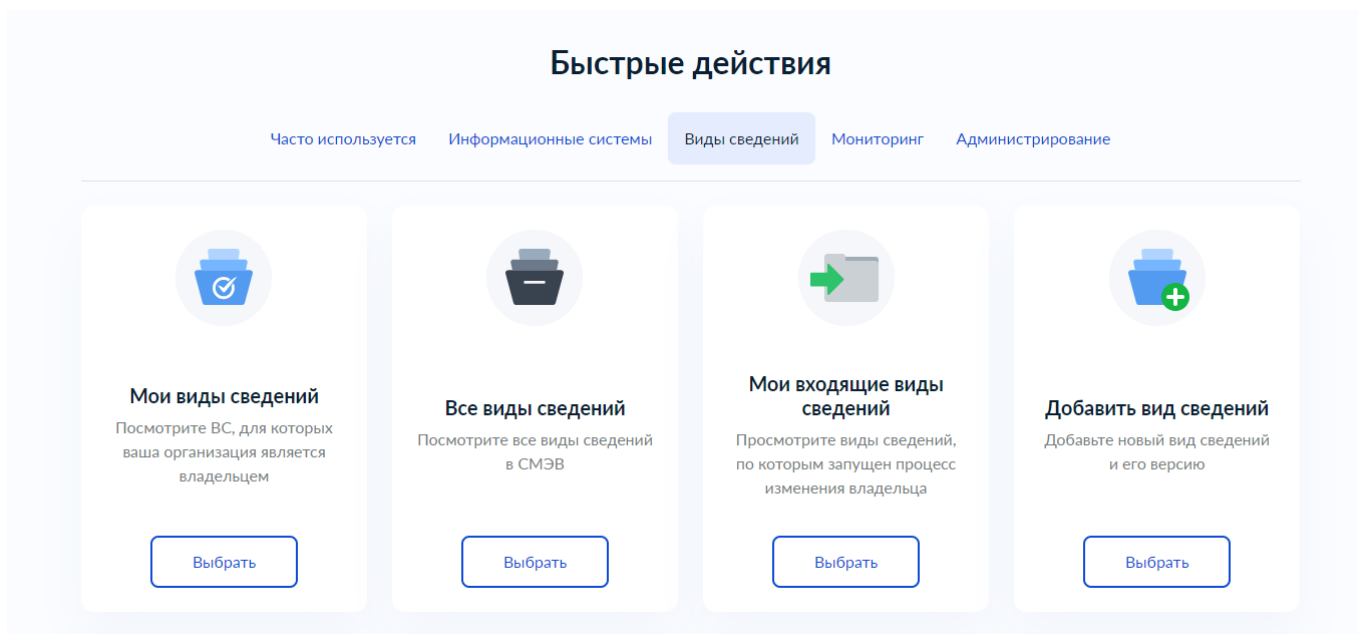 Быстрые действия
Часто используется
Информационные системы
Виды сведений
Мониторинг
Администрирование
Мои виды сведений
Посмотрите ВС, для которых
ваша организация является
владельцем
Выбрать
Все виды сведений
Посмотрите все виды сведений
в СМЭВ
Выбрать
Мои входящие виды
сведений
Просмотрите виды сведений,
по которым запущен процесс
изменения владельца
Выбрать
Добавить вид сведений
Добавьте новый вид сведений
и его версию
Выбрать